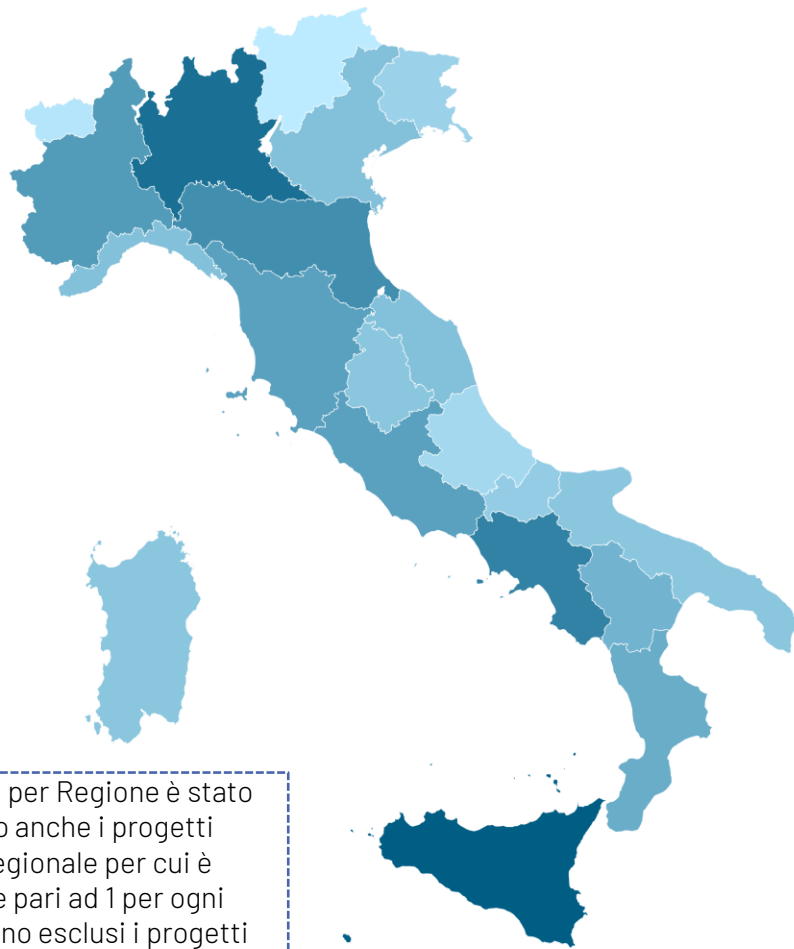 per Regione è stato
o anche i progetti
egionale per cui è
e pari ad 1 per ogni
no esclusi i progetti